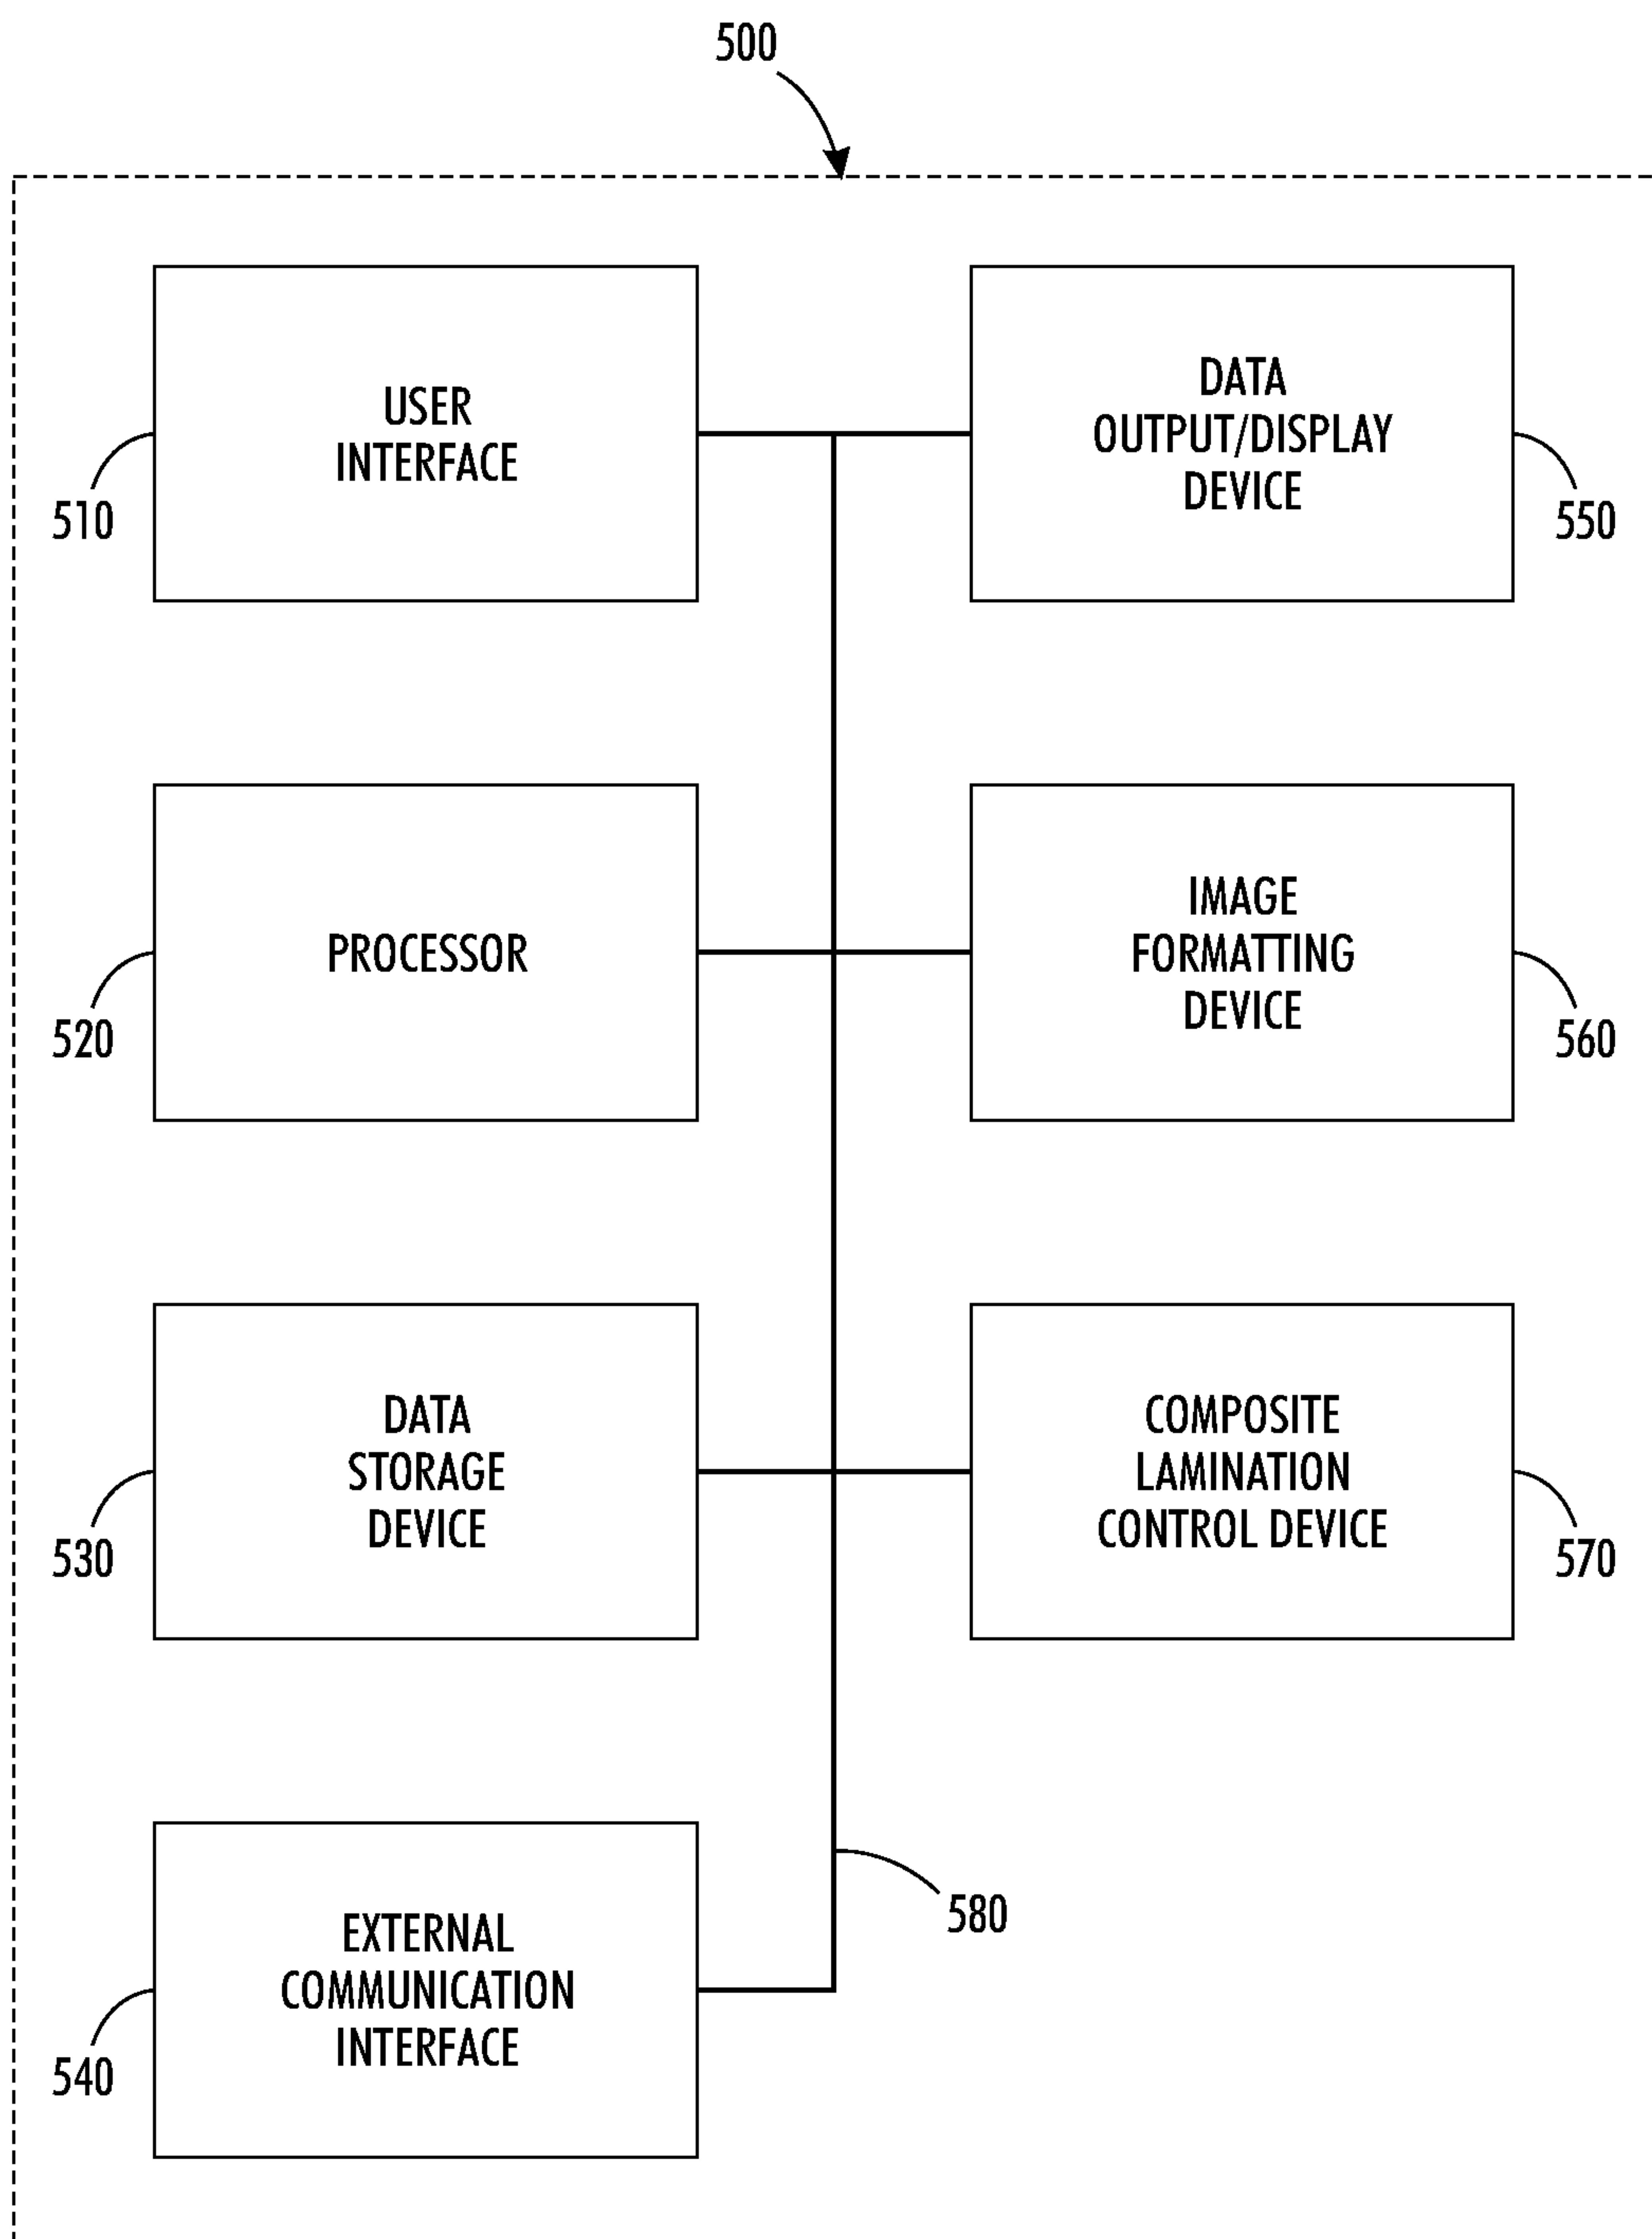 500
USER
INTERFACE
510
DATA
OUTPUT/DISPLAY
DEVICE
550
PROCESSOR
520
IMAGE
FORMATTING
DEVICE
560
DATA
STORAGE
DEVICE
530
COMPOSITE
LAMINATION
CONTROL DEVICE
570
EXTERNAL
COMMUNICATION
INTERFACE
540
580